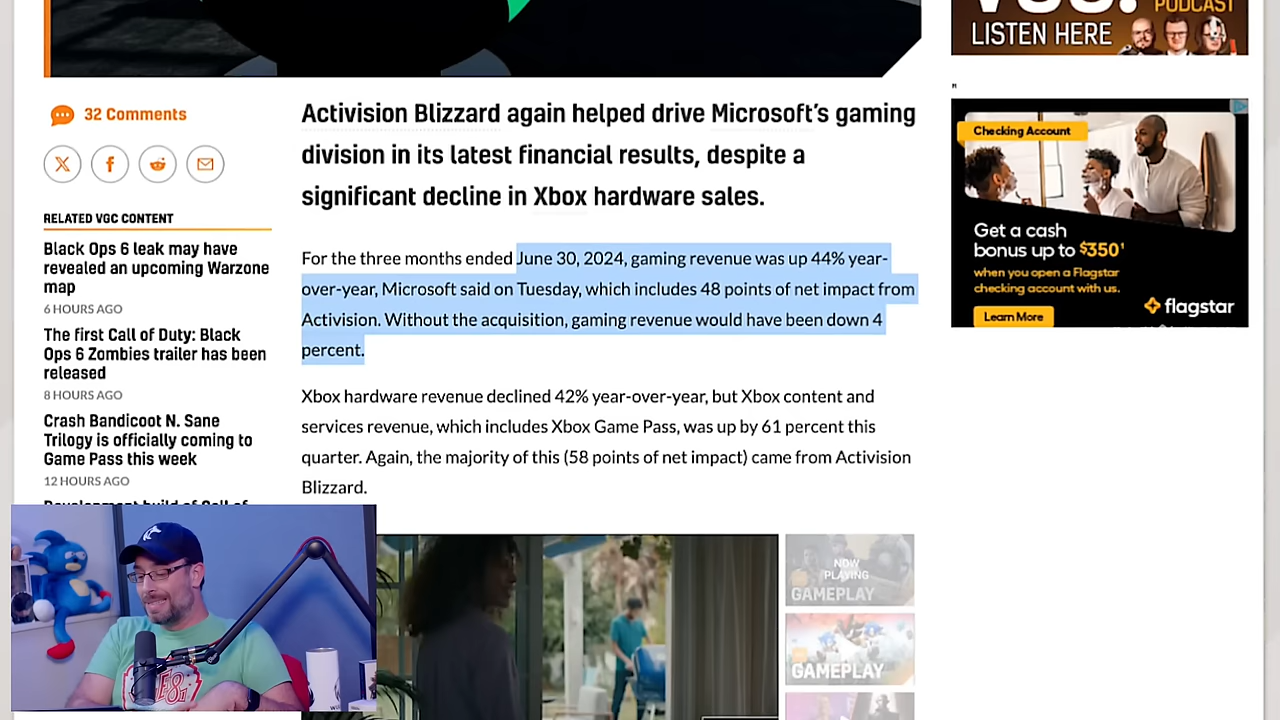 PODCAST
LISTEN HERE
32 Comments
RELATED VGC CONTENT
Black Ops 6 leak may have
revealed an upcoming Warzone
map
6 HOURS AGO
The first Call of Duty: Black
Ops 6 Zombies trailer has been
released
8 HOURS AGO
Crash Bandicoot N. Sane
Trilogy is officially coming to
Game Pass this week
12 HOURS AGO
Activision Blizzard again helped drive Microsoft's gaming
division in its latest financial results, despite a
significant decline in Xbox hardware sales.
For the three months ended June 30, 2024, gaming revenue was up 44% year-
over-year, Microsoft said on Tuesday, which includes 48 points of net impact from
Activision. Without the acquisition, gaming revenue would have been down 4
percent.
Xbox hardware revenue declined 42% year-over-year, but Xbox content and
services revenue, which includes Xbox Game Pass, was up by 61 percent this
quarter. Again, the majority of this (58 points of net impact) came from Activision
Blizzard.
NOW
PLAYING
GAMEPLAY
GAMEPLAY
"
Checking Account
Get a cash
bonus up to $350¹
when you open a Flagstar
checking account with us.
Learn More
flagstar